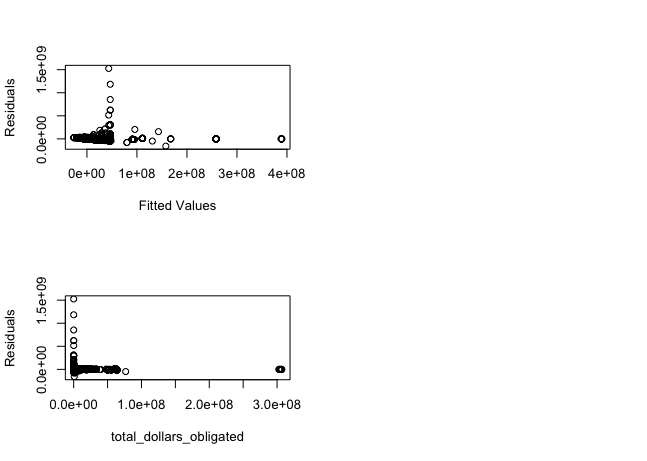 Residuals
1.5e+09
0.0e+00
0e+00 1e+08 2e+08 3e+08 4e+08
Fitted Values
Residuals
1.5e+09
0.0e+00
0.0e+00 1.0e+08 2.0e+08 3.0e+08
total_dollars_obligated